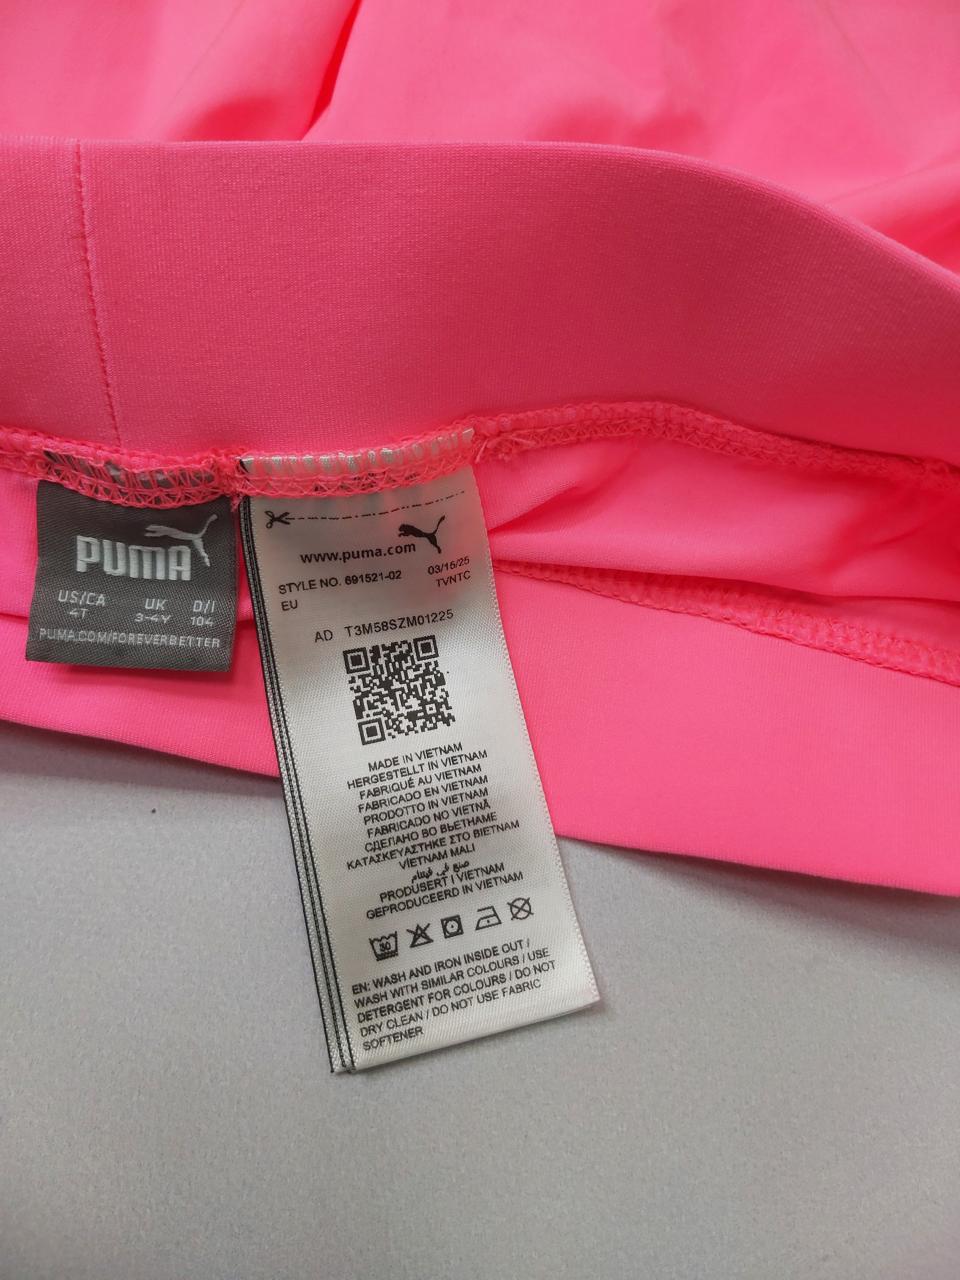 PUMA
US/CA UK D/I
4T 3-4Y 104
PUMA.COM/FOREVERBETTER
www.puma.com
STYLE NO. 691521-02 03/15/25
EU TVNTC
AD T3M58SZM01225
MADE IN VIETNAM
HERGESTELLT IN VIETNAM
FABRIQUÉ AU VIETNAM
FABRICADO EN VIETNAM
PRODOTTO IN VIETNAM
FABRICADO NO VIETNÃ
СДЕЛАНО ВО ВЬЕТНАМЕ
ΚΑΤΑΣΚΕΥΑΣΤΗΚΕ ΣΤΟ ΒΙΕΤΝΑΜ
VİETNAM MALI
صنع في فيتنام
PRODUSERT I VIETNAM
GEPRODUCEERD IN VIETNAM
30
EN: WASH AND IRON INSIDE OUT /
WASH WITH SIMILAR COLOURS / USE
DETERGENT FOR COLOURS / DO NOT
DRY CLEAN / DO NOT USE FABRIC
SOFTENER